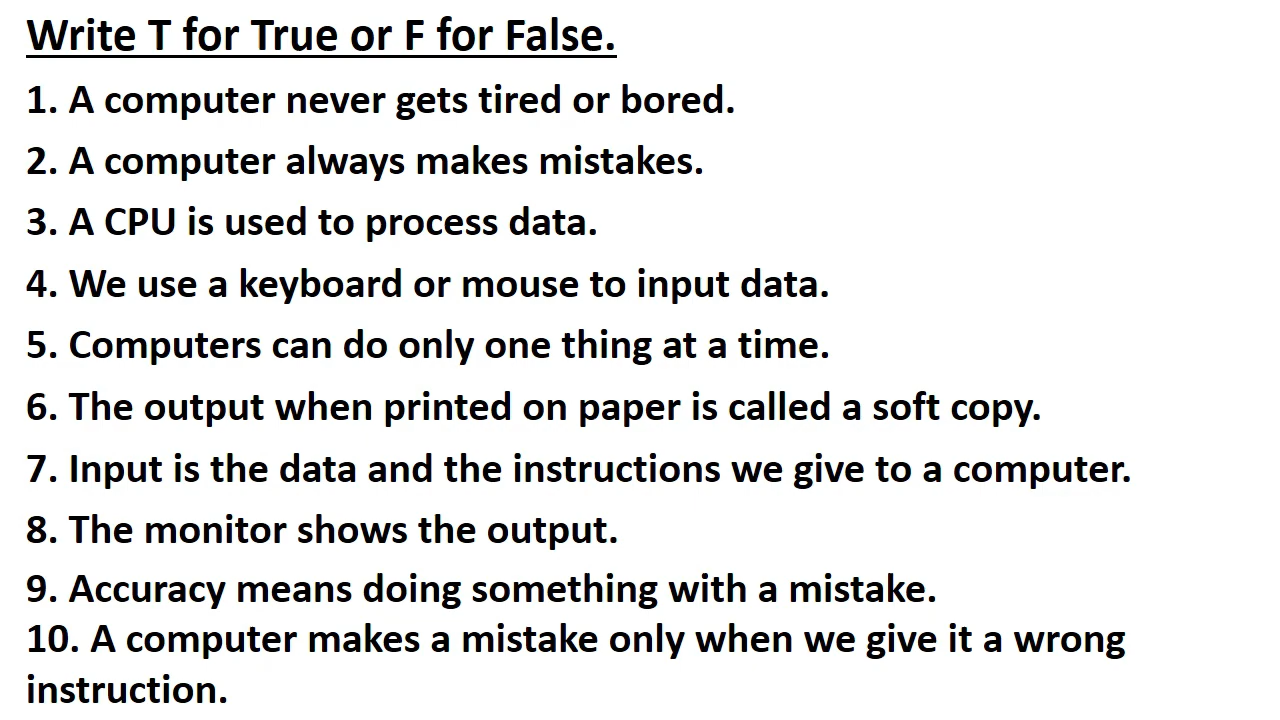 Write T for True or F for False.
1. A computer never gets tired or bored.
2. A computer always makes mistakes.
3. A CPU is used to process data.
4. We use a keyboard or mouse to input data.
5. Computers can do only one thing at a time.
6. The output when printed on paper is called a soft copy.
7. Input is the data and the instructions we give to a computer.
8. The monitor shows the output.
9. Accuracy means doing something with a mistake.
10. A computer makes a mistake only when we give it a wrong
instruction.